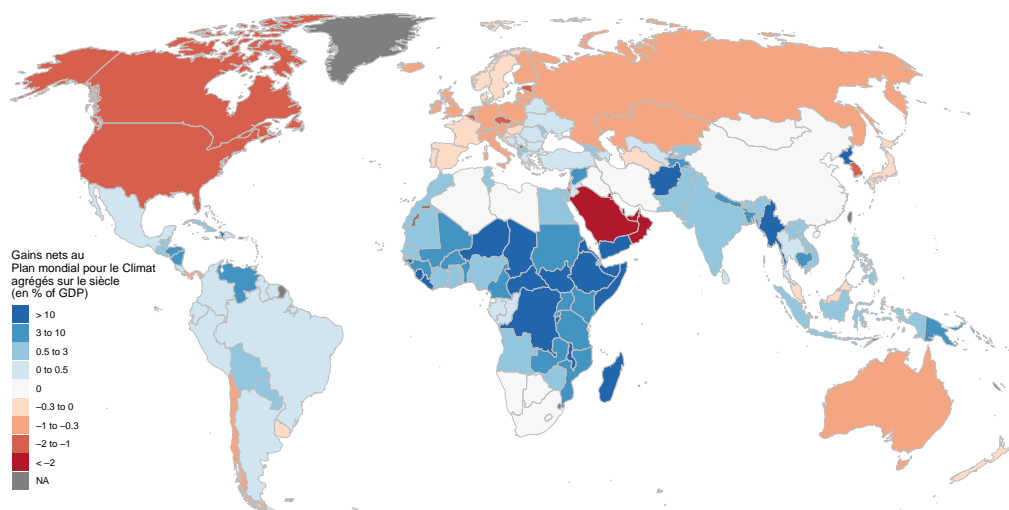 Gains nets au
Plan mondial pour le Climat
agrégés sur le siècle
(en % of GDP)
> 10
3 to 10
0.5 to 3
0 to 0.5
0
–0.3 to 0
–1 to –0.3
–2 to –1
< –2
NA